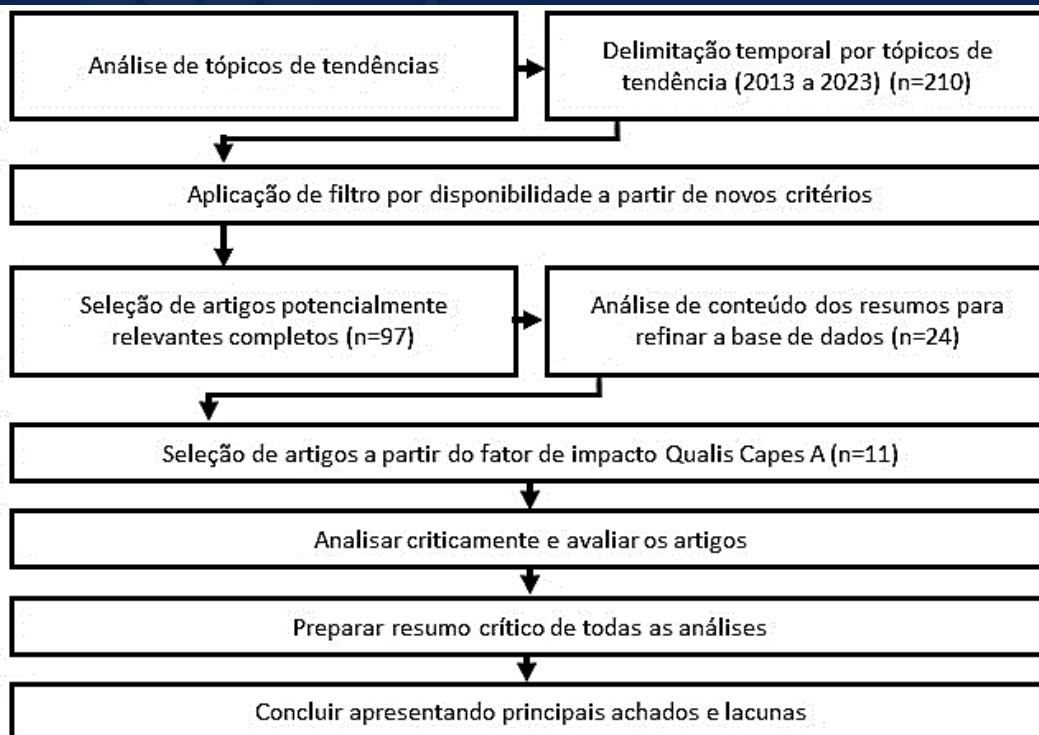 Análise de tópicos de tendências
Delimitação temporal por tópicos de
tendência (2013 a 2023) (n=210)
Aplicação de filtro por disponibilidade a partir de novos critérios
Seleção de artigos potencialmente
relevantes completos (n=97)
Análise de conteúdo dos resumos para
refinar a base de dados (n=24)
Seleção de artigos a partir do fator de impacto Qualis Capes A (n=11)
Analisar criticamente e avaliar os artigos
Preparar resumo crítico de todas as análises
Concluir apresentando principais achados e lacunas